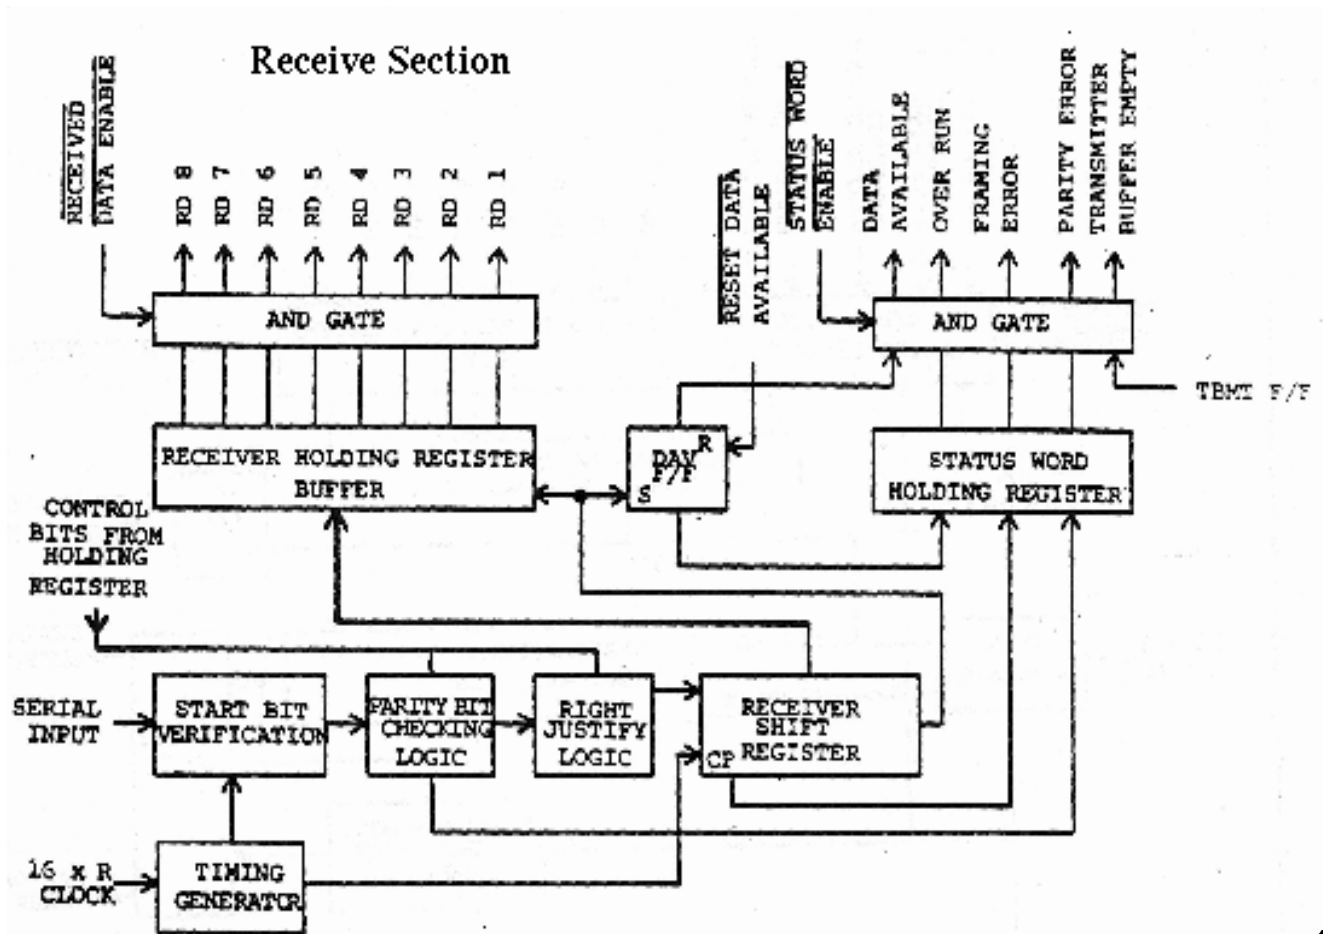 Receive Section
RECEIVED
DATA ENABLE
RD 8
RD 7
RD 6
RD 5
RD 4
RD 3
RD 2
RD 1
RESET DATA
AVAILABLE
STATUS WORD
ENABLE
DATA
AVAILABLE
OVER RUN
FRAMING
ERROR
PARITY ERROR
TRANSMITTER
BUFFER EMPTY
AND GATE
AND GATE
TBMT F/F
RECEIVER HOLDING REGISTER
BUFFER
DAV R
F/F
S
STATUS WORD
HOLDING REGISTER
CONTROL
BITS FROM
HOLDING
REGISTER
SERIAL
INPUT
START BIT
VERIFICATION
PARITY BIT
CHECKING
LOGIC
RIGHT
JUSTIFY
LOGIC
RECEIVER
SHIFT
REGISTER
CP
16 x R
CLOCK
TIMING
GENERATOR